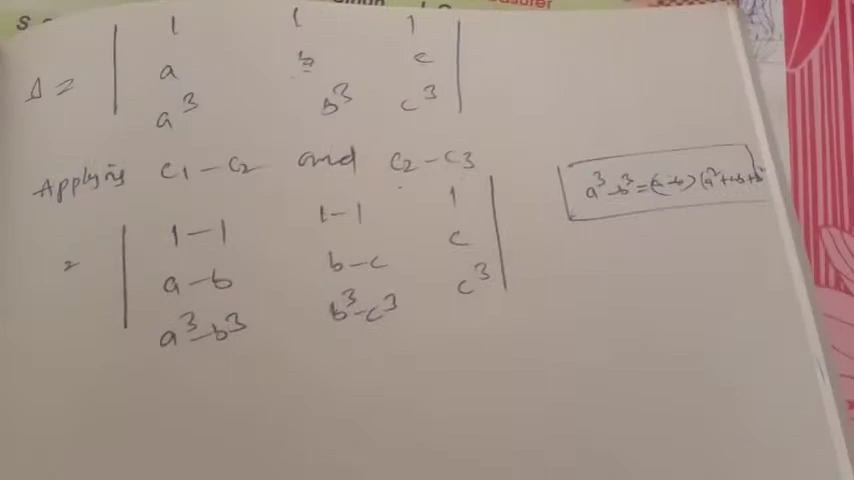 1 1 1
Δ = a b c
a³ b³ c³
Applying C1 - C2 and C2 - C3
1-1 1-1 1
= a-b b-c c
a³-b³ b³-c³ c³
a³-b³=(a-b)(a²+ab+b²